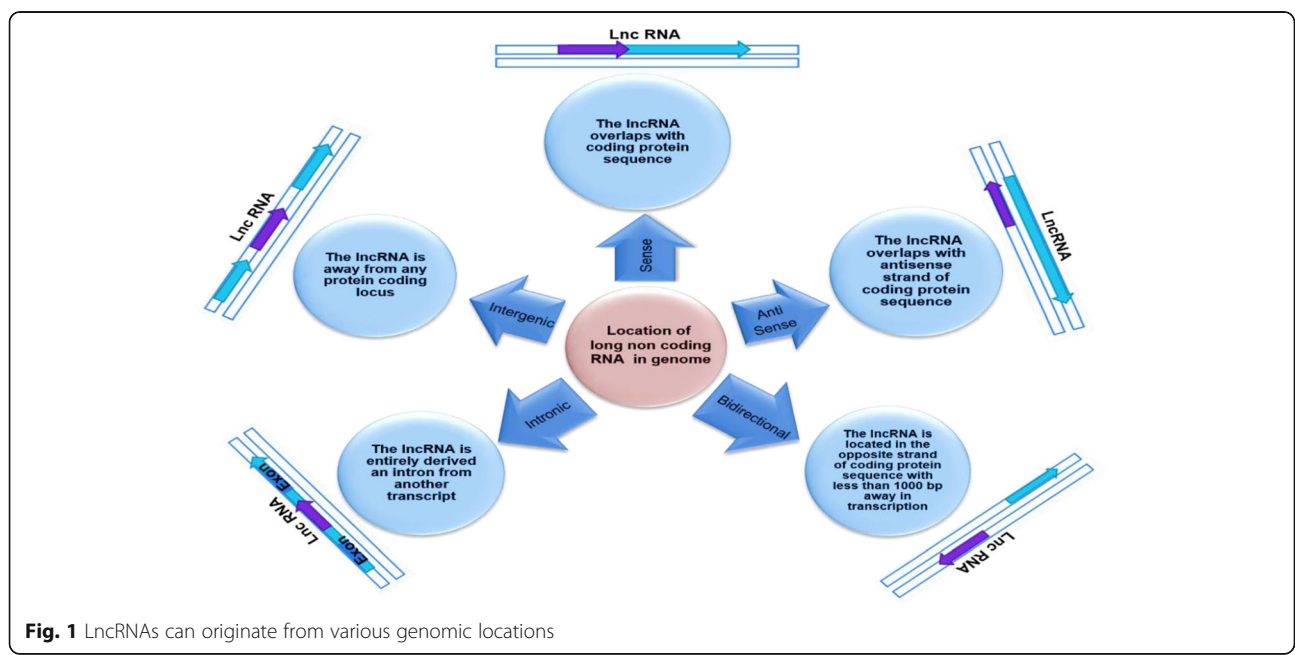 Lnc RNA
The lncRNA
overlaps with
coding protein
sequence
Sense
Lnc RNA
The lncRNA is
away from any
protein coding
locus
Intergenic
LncRNA
The lncRNA
overlaps with
antisense
strand of
coding protein
sequence
Anti
Sense
Location of
long non coding
RNA in genome
Intronic
The lncRNA is
entirely derived
an intron from
another
transcript
Exon
Lnc RNA
Exon
Bidirectional
The lncRNA is
located in the
opposite strand
of coding protein
sequence with
less than 1000 bp
away in
transcription
Lnc RNA
Fig. 1 LncRNAs can originate from various genomic locations